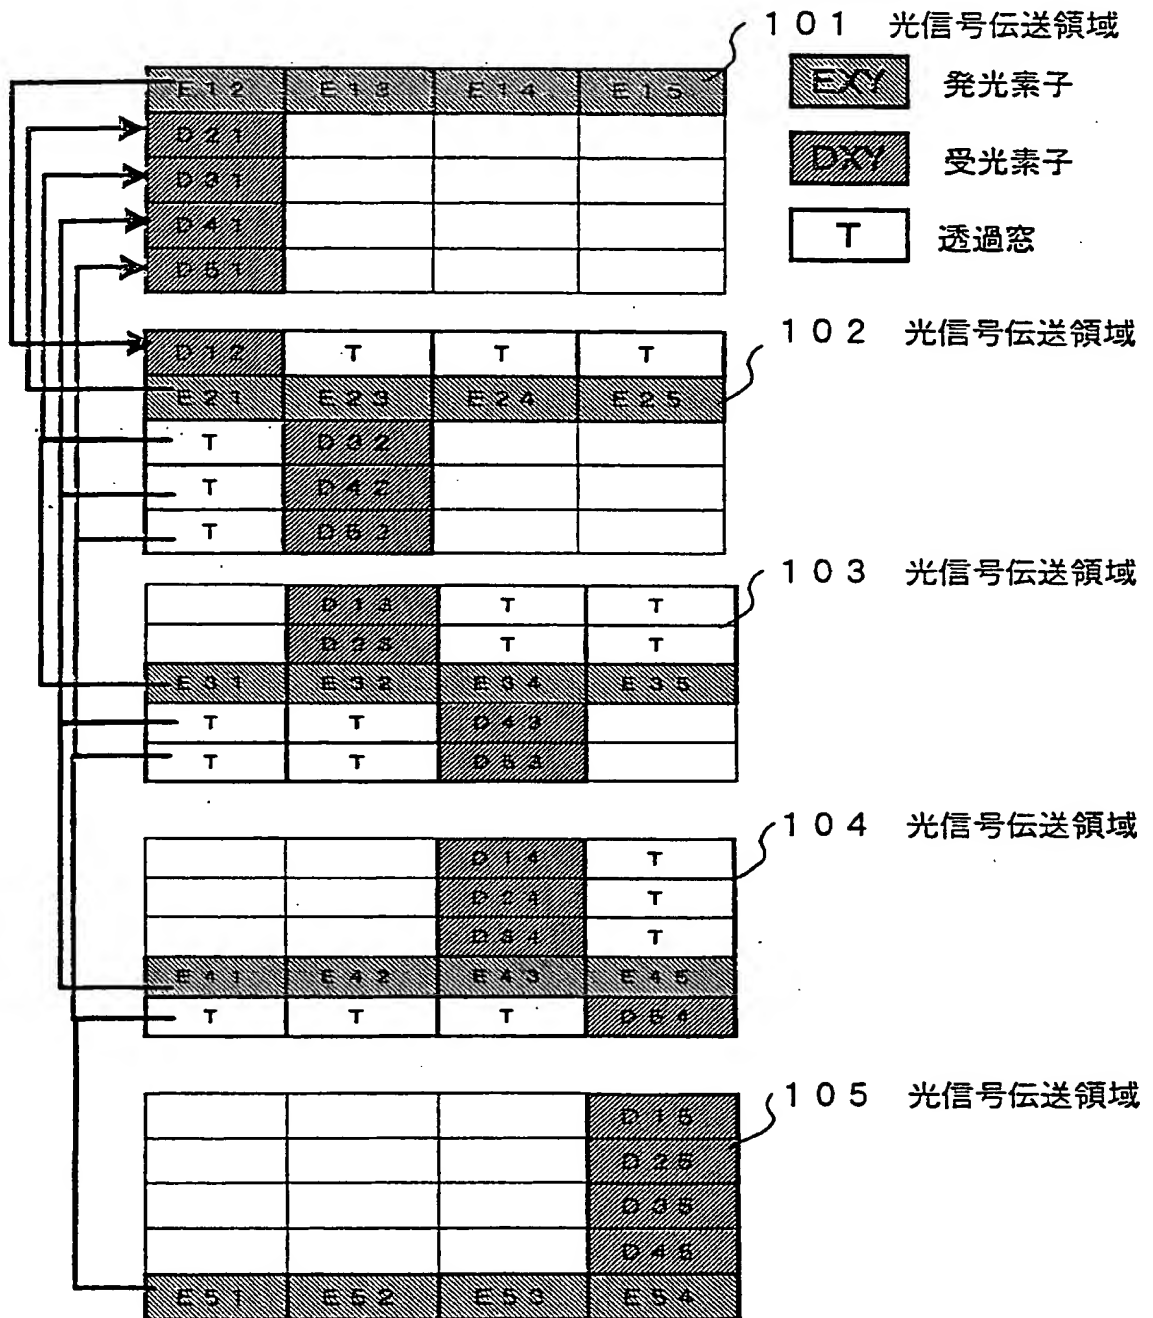 101 光信号伝送領域
EXY 発光素子
DXY 受光素子
T 透過窓
E12 E13 E14 E15
D21
D31
D41
D51
102 光信号伝送領域
D12 T T T
E21 E23 E24 E25
T D32
T D42
T D52
103 光信号伝送領域
D13 T T
D23 T T
E31 E32 E34 E35
T T D43
T T D53
104 光信号伝送領域
D14 T
D24 T
D34 T
E41 E42 E43 E45
T T T D54
105 光信号伝送領域
D15
D25
D35
D45
E51 E52 E53 E54